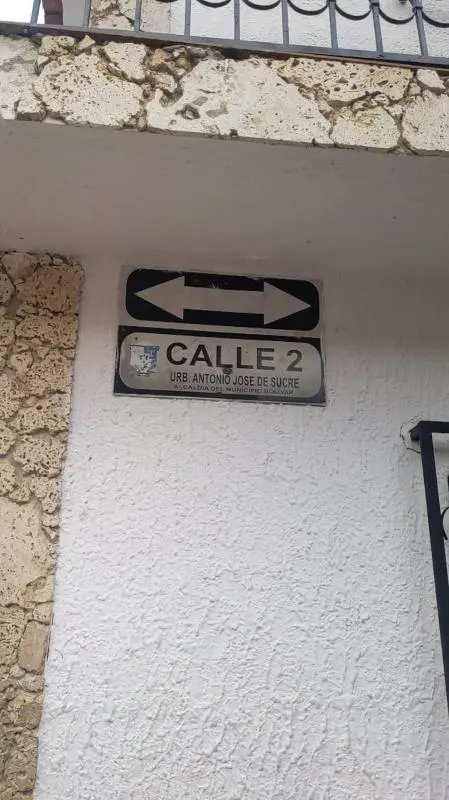 CALLE 2
URB. ANTONIO JOSE DE SUCRE
ALCALDIA DEL MUNICIPIO BOLIVAR